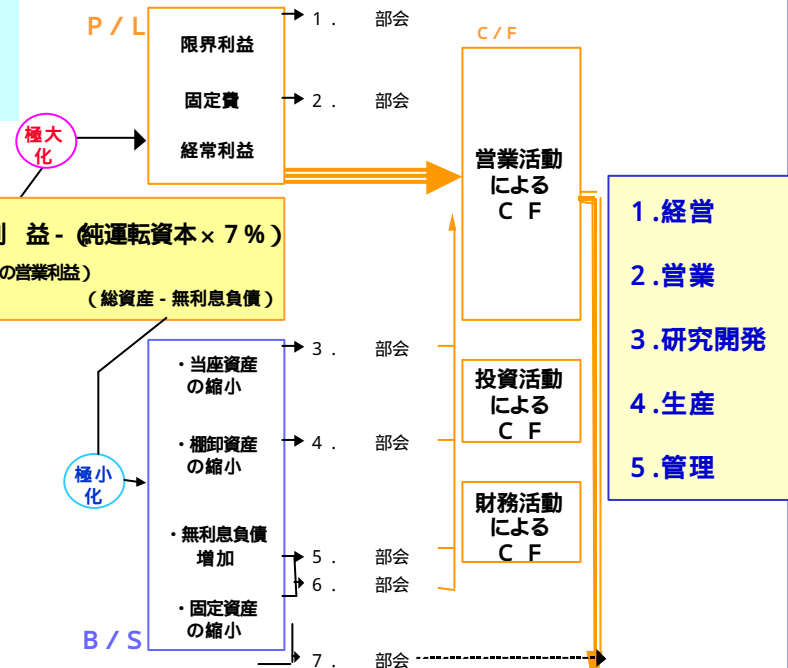 P/L
限界利益
固定費
経常利益
1. 部会
2. 部会
極大
化
益-(純運転資本×7%)
の営業利益)
(総資産-無利息負債)
極小
化
・当座資産
の縮小
・棚卸資産
の縮小
・無利息負債
増加
・固定資産
の縮小
B/S
3. 部会
4. 部会
5. 部会
6. 部会
7. 部会
C/F
営業活動
による
CF
投資活動
による
CF
財務活動
による
CF
1.経営
2.営業
3.研究開発
4.生産
5.管理